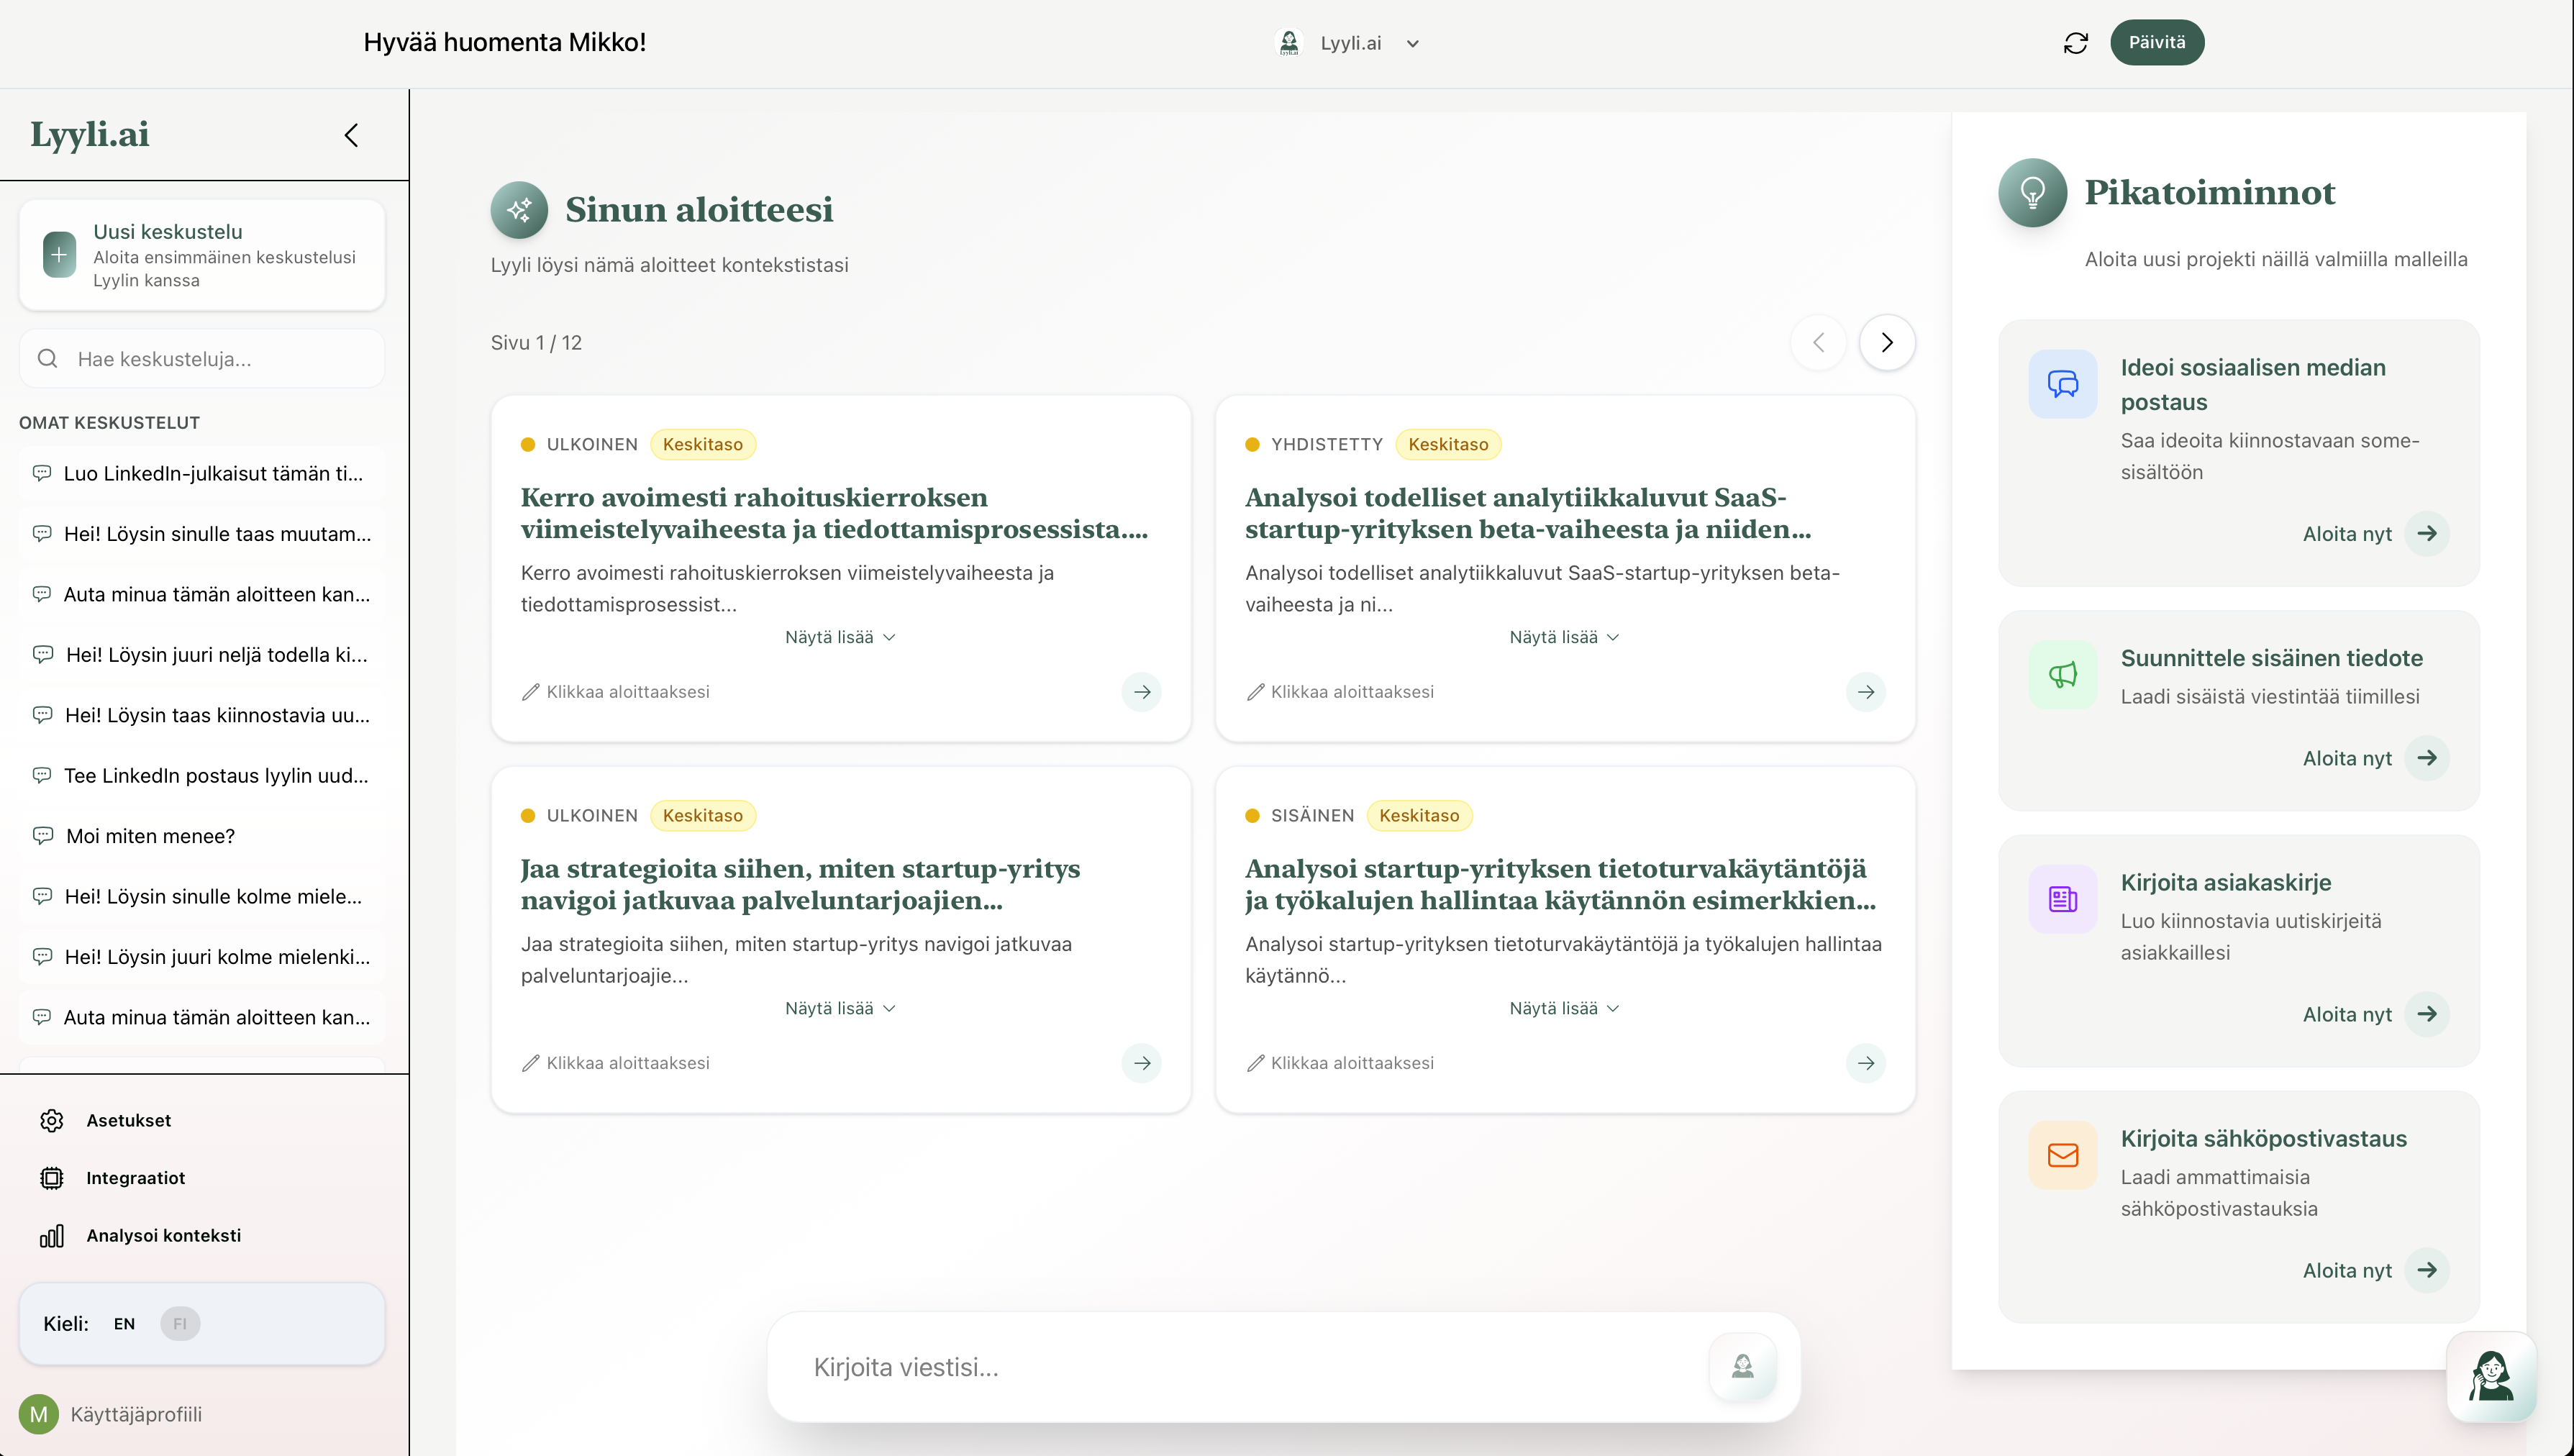 Hyvää huomenta Mikko!
Lyyli.ai
Päivitä
Lyyli.ai
Uusi keskustelu
Aloita ensimmäinen keskustelusi
Lyylin kanssa
Hae keskusteluja...
OMAT KESKUSTELUT
Luo LinkedIn-julkaisut tämän ti...
Hei! Löysin sinulle taas muutam...
Auta minua tämän aloitteen kan...
Hei! Löysin juuri neljä todella ki...
Hei! Löysin taas kiinnostavia uu...
Tee LinkedIn postaus lyylin uud...
Moi miten menee?
Hei! Löysin sinulle kolme miele...
Hei! Löysin juuri kolme mielenki...
Auta minua tämän aloitteen kan...
Asetukset
Integraatiot
Analysoi konteksti
Kieli: EN FI
M Käyttäjäprofiili
Sinun aloitteesi
Lyyli löysi nämä aloitteet kontekstistasi
Sivu 1 / 12
ULKOINEN Keskitaso
Kerro avoimesti rahoituskierroksen
viimeistelyvaiheesta ja tiedottamisprosessista....
Kerro avoimesti rahoituskierroksen viimeistelyvaiheesta ja
tiedottamisprosessist...
Näytä lisää
Klikkaa aloittaaksesi
YHDISTETTY Keskitaso
Analysoi todelliset analytiikkaluvut SaaS-
startup-yrityksen beta-vaiheesta ja niiden...
Analysoi todelliset analytiikkaluvut SaaS-startup-yrityksen beta-
vaiheesta ja ni...
Näytä lisää
Klikkaa aloittaaksesi
ULKOINEN Keskitaso
Jaa strategioita siihen, miten startup-yritys
navigoi jatkuvaa palveluntarjoajien...
Jaa strategioita siihen, miten startup-yritys navigoi jatkuvaa
palveluntarjoajie...
Näytä lisää
Klikkaa aloittaaksesi
SISÄINEN Keskitaso
Analysoi startup-yrityksen tietoturvakäytäntöjä
ja työkalujen hallintaa käytännön esimerkkien...
Analysoi startup-yrityksen tietoturvakäytäntöjä ja työkalujen hallintaa
käytännö...
Näytä lisää
Klikkaa aloittaaksesi
Kirjoita viestisi...
Pikatoiminnot
Aloita uusi projekti näillä valmiilla malleilla
Ideoi sosiaalisen median
postaus
Saa ideoita kiinnostavaan some-
sisältöön
Aloita nyt
Suunnittele sisäinen tiedote
Laadi sisäistä viestintää tiimillesi
Aloita nyt
Kirjoita asiakaskirje
Luo kiinnostavia uutiskirjeitä
asiakkaillesi
Aloita nyt
Kirjoita sähköpostivastaus
Laadi ammattimaisia
sähköpostivastauksia
Aloita nyt